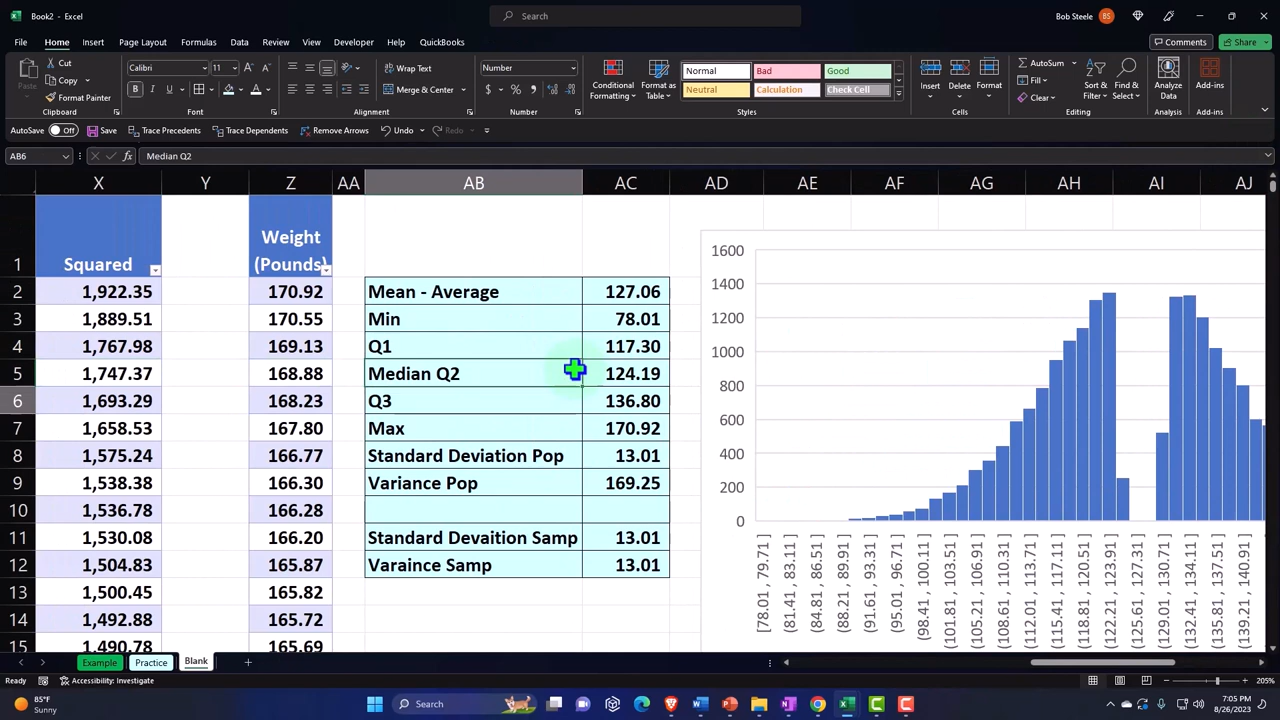 Book2 - Excel
Search
Bob Steele BS
File Home Insert Page Layout Formulas Data Review View Developer Help QuickBooks
Comments Share
Cut
Copy
Paste
Format Painter
Clipboard
Calibri 11
B I U
Font
Wrap Text
Merge & Center
Alignment
Number
$ % ,
Number
Conditional Formatting
Format as Table
Normal Bad Good
Neutral Calculation Check Cell
Styles
Insert Delete Format
Cells
AutoSum
Fill
Clear
Sort & Filter
Find & Select
Editing
Analyze Data
Analysis
Add-ins
Add-ins
AutoSave Off Save Trace Precedents Trace Dependents Remove Arrows Undo
AB6 fx Median Q2
X Y Z AA AB AC AD AE AF AG AH AI AJ
1 Squared Weight (Pounds)
2 1,922.35 170.92 Mean - Average 127.06
3 1,889.51 170.55 Min 78.01
4 1,767.98 169.13 Q1 117.30
5 1,747.37 168.88 Median Q2 124.19
6 1,693.29 168.23 Q3 136.80
7 1,658.53 167.80 Max 170.92
8 1,575.24 166.77 Standard Deviation Pop 13.01
9 1,538.38 166.30 Variance Pop 169.25
10 1,536.78 166.28
11 1,530.08 166.20 Standard Devaition Samp 13.01
12 1,504.83 165.87 Varaince Samp 13.01
13 1,500.45 165.82
14 1,492.88 165.72
15 1,490.78 165.69
1600
1400
1200
1000
800
600
400
200
0
[78.01 , 79.71 ]
(81.41 , 83.11 ]
(84.81 , 86.51 ]
(88.21 , 89.91 ]
(91.61 , 93.31 ]
(95.01 , 96.71 ]
(98.41 , 100.11 ]
(101.81 , 103.51 ]
(105.21 , 106.91 ]
(108.61 , 110.31 ]
(112.01 , 113.71 ]
(115.41 , 117.11 ]
(118.81 , 120.51 ]
(122.21 , 123.91 ]
(125.61 , 127.31 ]
(129.01 , 130.71 ]
(132.41 , 134.11 ]
(135.81 , 137.51 ]
(139.21 , 140.91 ]
Example Practice Blank
Ready Accessibility: Investigate 205%
85°F
Sunny
Search
7:05 PM
8/26/2023